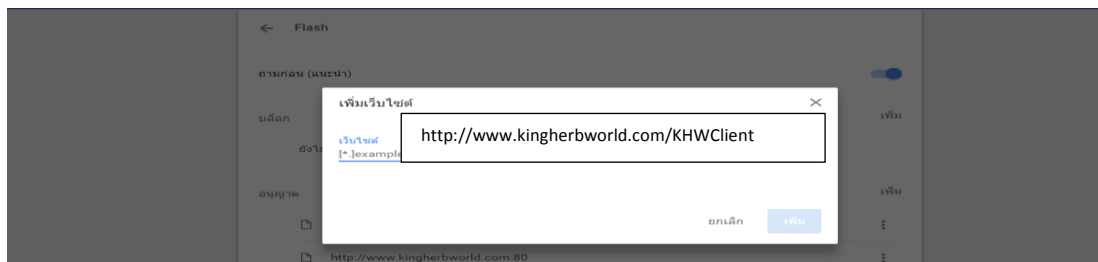 Flash
ถามก่อน (แนะนำ)
เพิ่มเว็บไซต์
บล็อก
เพิ่ม
เว็บไซต์
http://www.kingherbworld.com/KHWClient
[*.]example
อนุญาต
เพิ่ม
ยกเลิก
เพิ่ม
http://www.kingherbworld.com:80